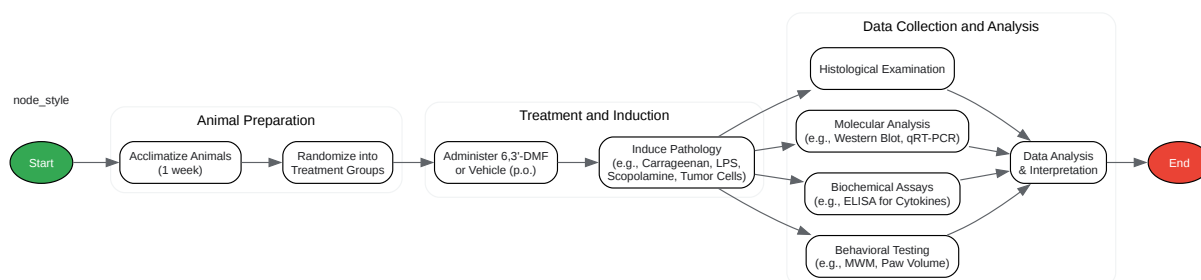 node_style
Start
Animal Preparation
Acclimatize Animals
(1 week)
Randomize into
Treatment Groups
Treatment and Induction
Administer 6,3'-DMF
or Vehicle (p.o.)
Induce Pathology
(e.g., Carrageenan, LPS,
Scopolamine, Tumor Cells)
Data Collection and Analysis
Histological Examination
Molecular Analysis
(e.g., Western Blot, qRT-PCR)
Biochemical Assays
(e.g., ELISA for Cytokines)
Behavioral Testing
(e.g., MWM, Paw Volume)
Data Analysis
& Interpretation
End